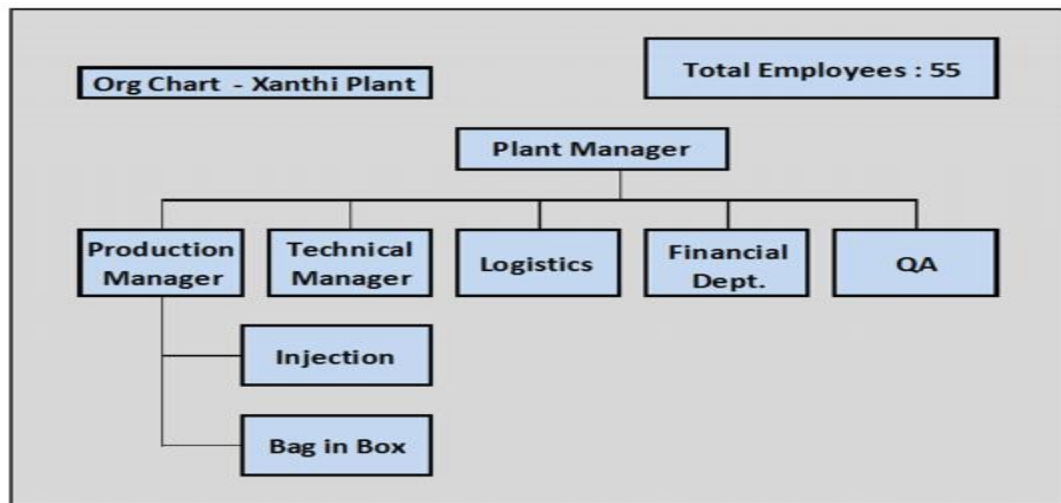 Org Chart - Xanthi Plant
Total Employees : 55
Plant Manager
Production
Manager
Technical
Manager
Logistics
Financial
Dept.
QA
Injection
Bag in Box